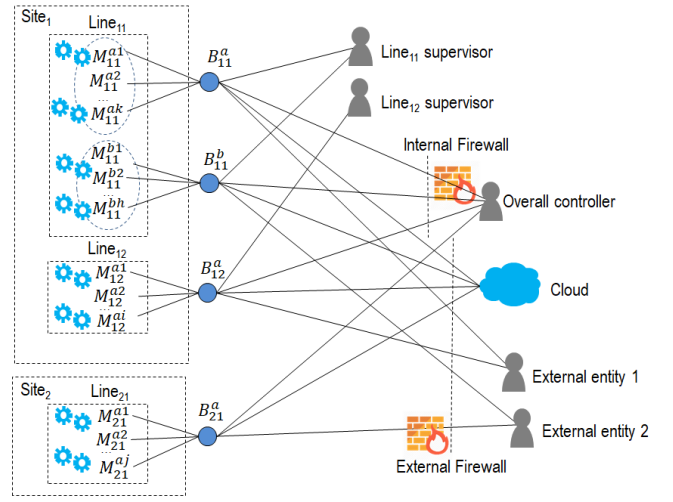 Site₁
Line₁₁
M₁₁ᵃ¹
M₁₁ᵃ²
...
M₁₁ᵃᵏ
M₁₁ᵇ¹
M₁₁ᵇ²
...
M₁₁ᵇʰ
Line₁₂
M₁₂ᵃ¹
M₁₂ᵃ²
...
M₁₂ᵃⁱ
Site₂
Line₂₁
M₂₁ᵃ¹
M₂₁ᵃ²
...
M₂₁ᵃʲ
B₁₁ᵃ
B₁₁ᵇ
B₁₂ᵃ
B₂₁ᵃ
Line₁₁ supervisor
Line₁₂ supervisor
Internal Firewall
Overall controller
Cloud
External entity 1
External entity 2
External Firewall